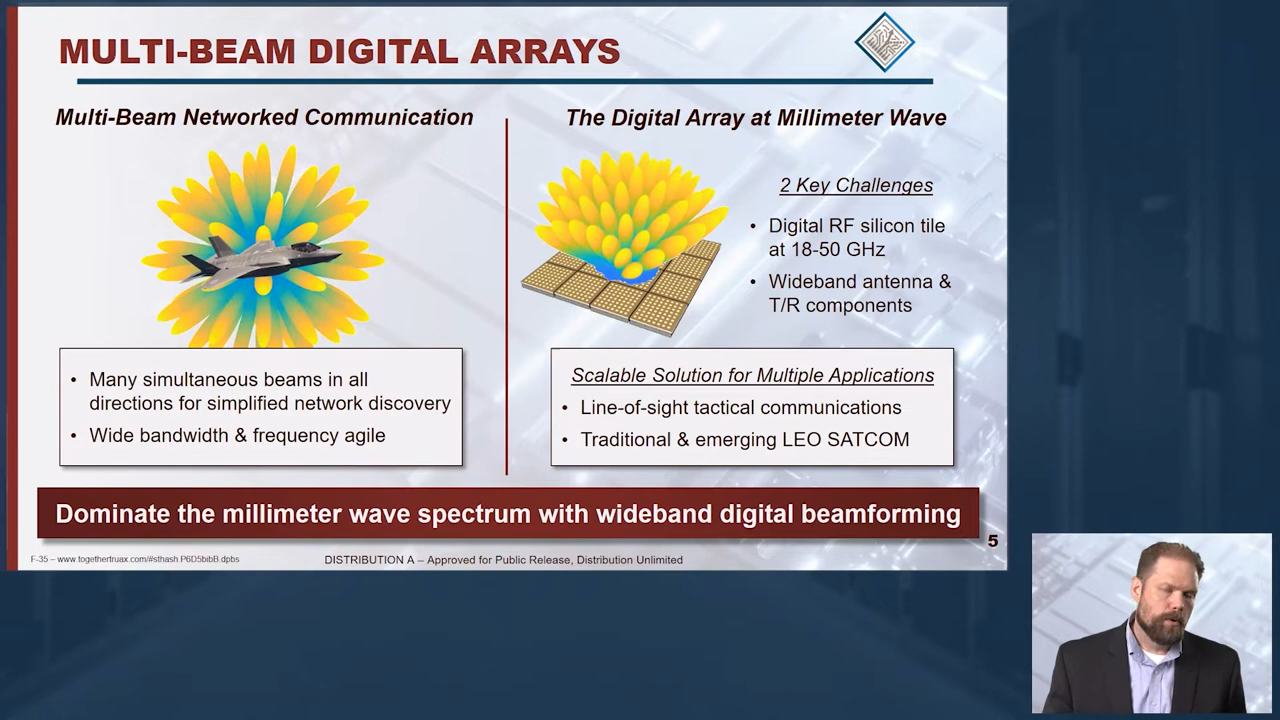 MULTI-BEAM DIGITAL ARRAYS
Multi-Beam Networked Communication
• Many simultaneous beams in all
directions for simplified network discovery
• Wide bandwidth & frequency agile
The Digital Array at Millimeter Wave
2 Key Challenges
• Digital RF silicon tile
at 18-50 GHz
• Wideband antenna &
T/R components
Scalable Solution for Multiple Applications
• Line-of-sight tactical communications
• Traditional & emerging LEO SATCOM
Dominate the millimeter wave spectrum with wideband digital beamforming
5
F-35 – www.togethertruax.com/#sthash.P6D5bibB.dpbs
DISTRIBUTION A – Approved for Public Release, Distribution Unlimited